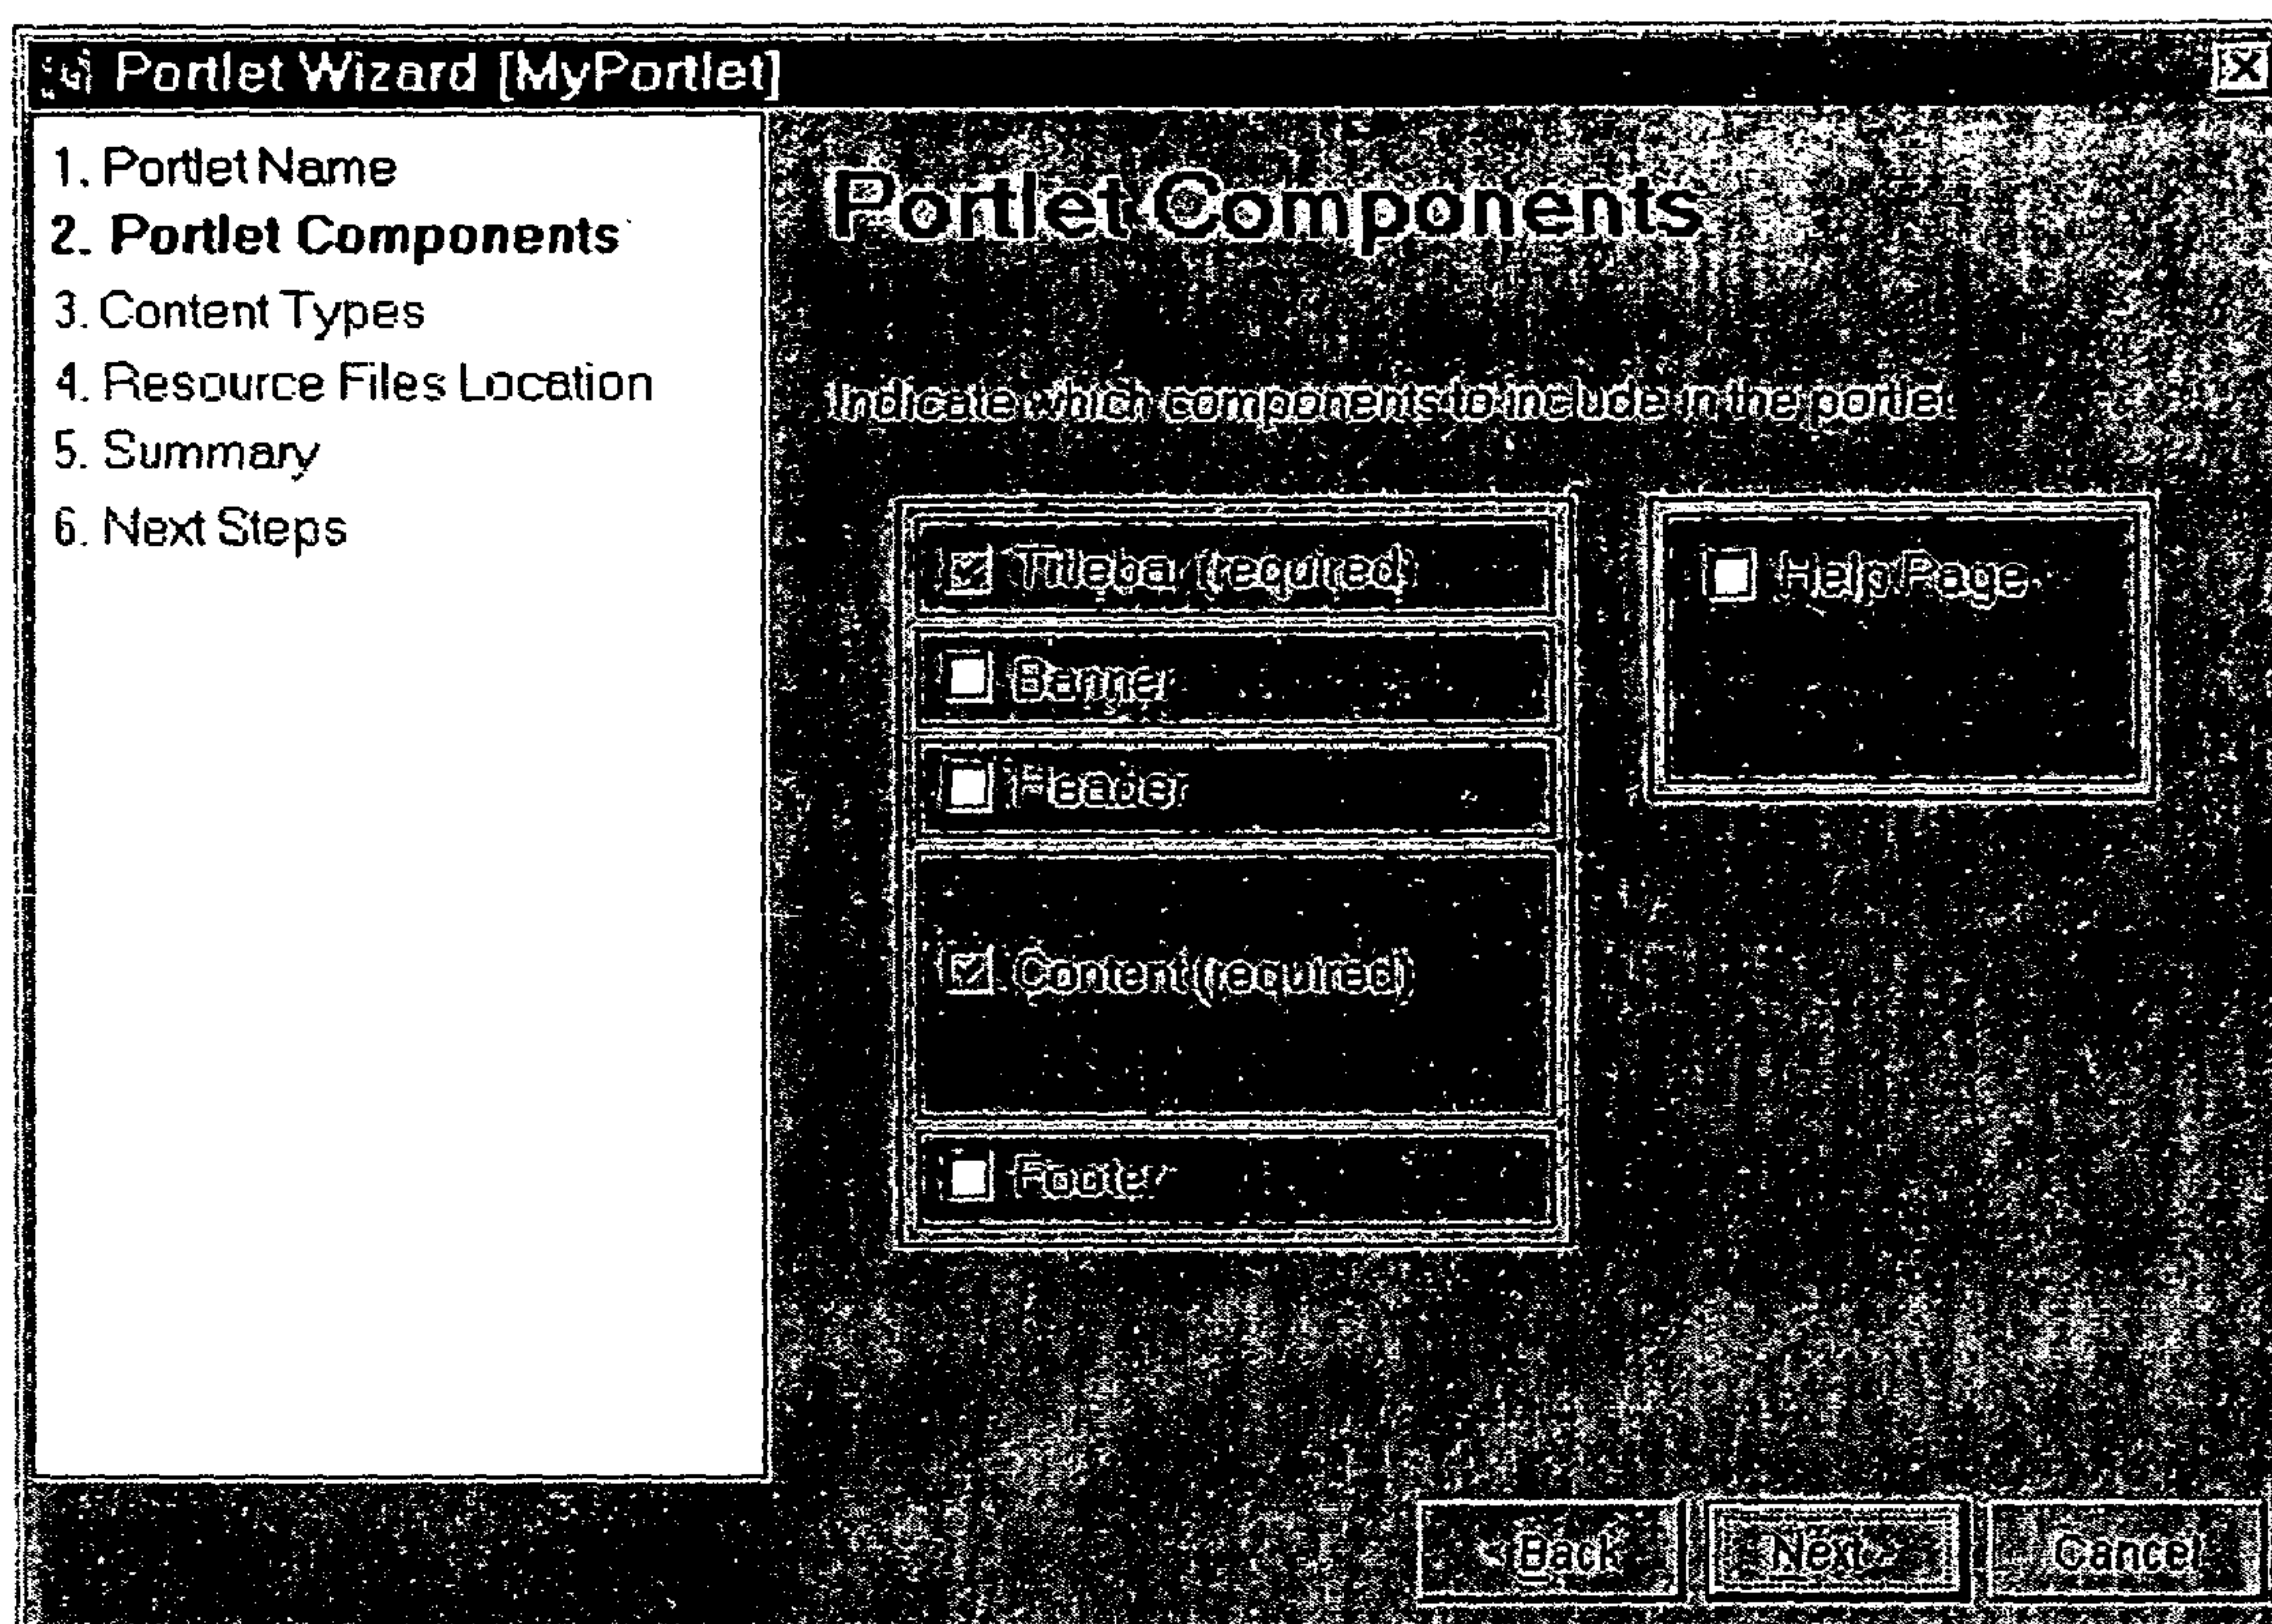 Portlet Wizard [MyPortlet]
1. Portlet Name
2. Portlet Components
3. Content Types
4. Resource Files Location
5. Summary
6. Next Steps
Portlet Components
Indicate which components to include in the portlet
Titlebar (required)
Help Page
Banner
Header
Content (required)
Footer
< Back
Next >
Cancel